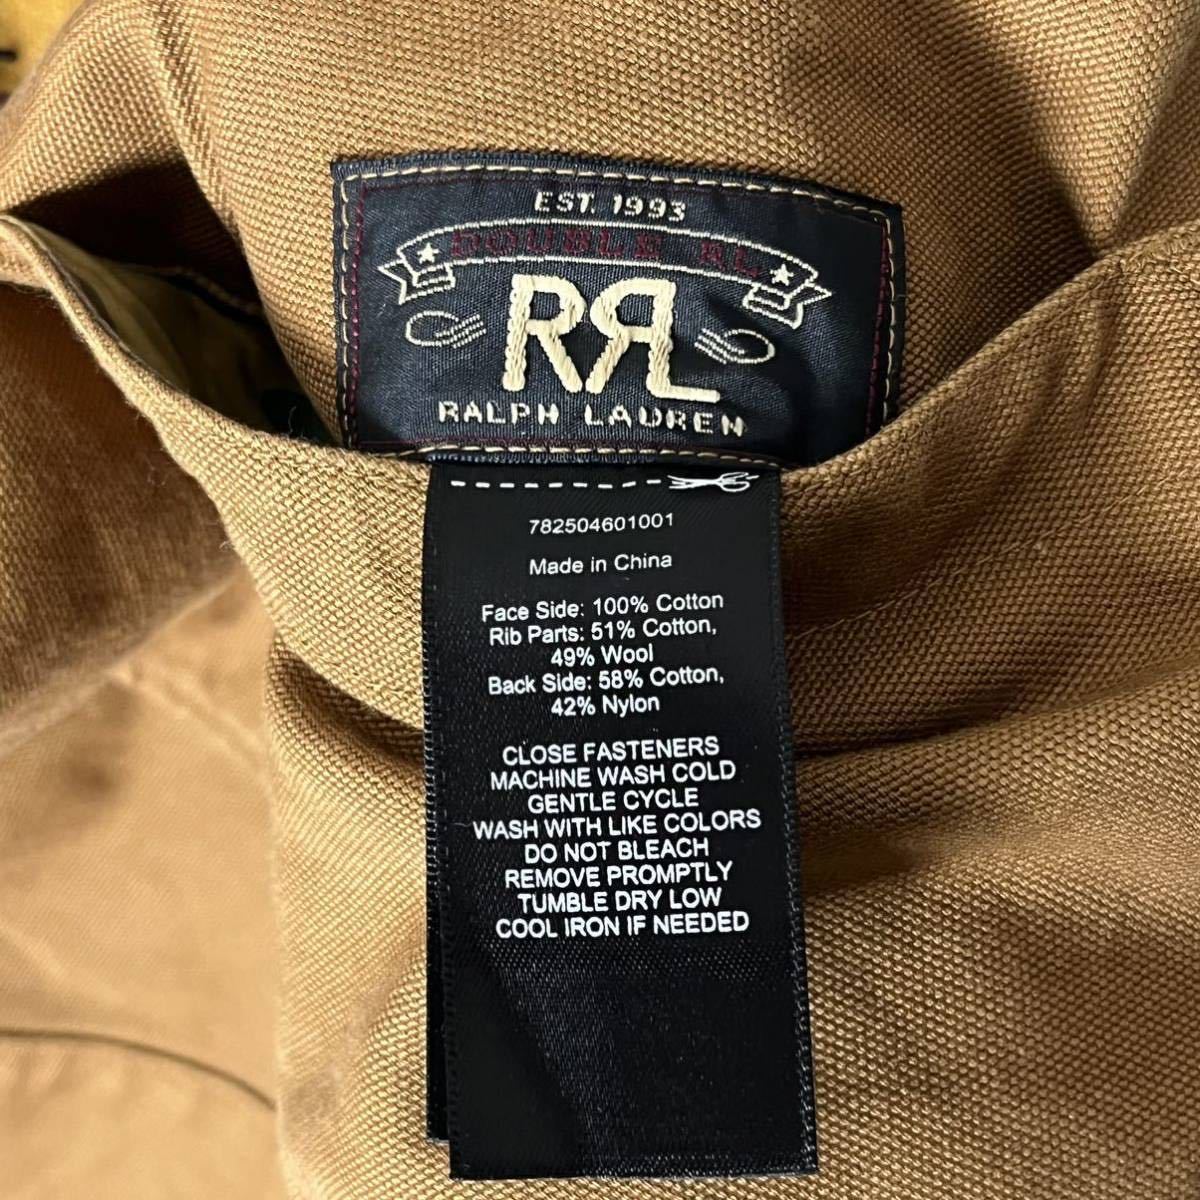 EST. 1993
DOUBLE RL
RRL
RALPH LAUREN
782504601001
Made in China
Face Side: 100% Cotton
Rib Parts: 51% Cotton,
49% Wool
Back Side: 58% Cotton,
42% Nylon
CLOSE FASTENERS
MACHINE WASH COLD
GENTLE CYCLE
WASH WITH LIKE COLORS
DO NOT BLEACH
REMOVE PROMPTLY
TUMBLE DRY LOW
COOL IRON IF NEEDED